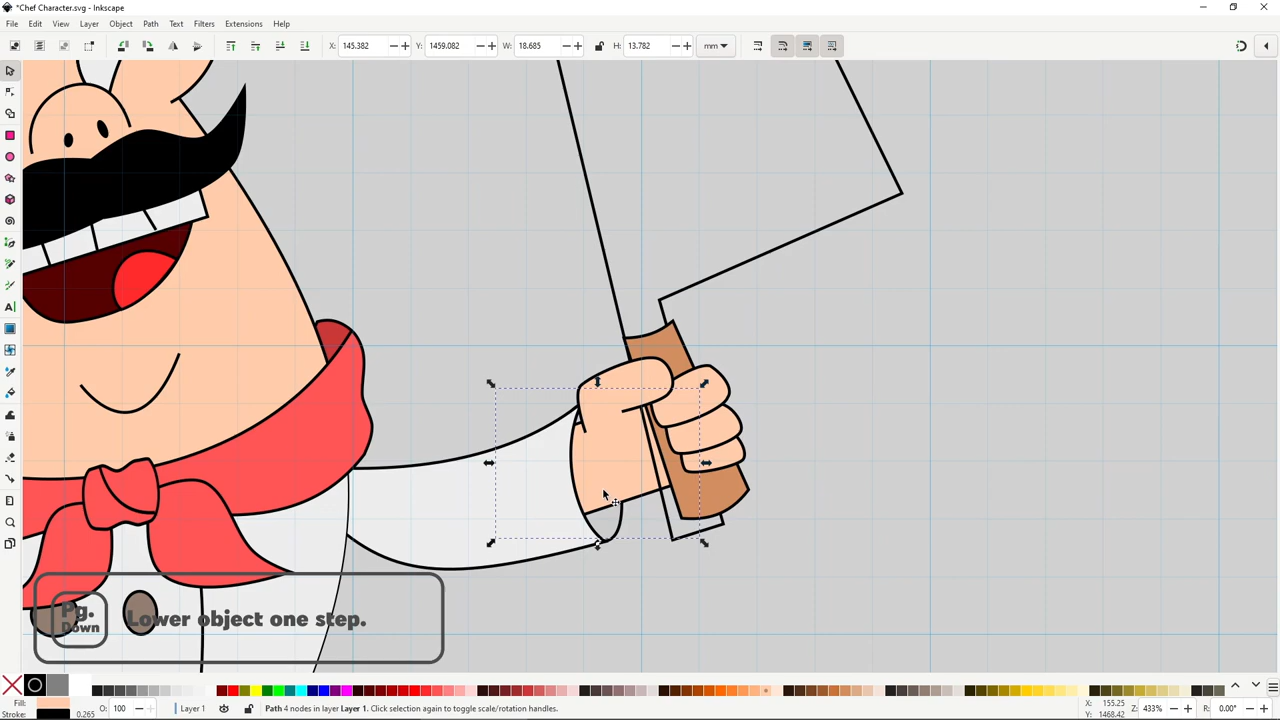 *Chef Character.svg - Inkscape
File Edit View Layer Object Path Text Filters Extensions Help
X: 145.382 Y: 1459.082 W: 18.685 H: 13.782 mm
Pg. Down
Lower object one step.
Fill: Stroke: 0.265 O: 100 Layer 1 Path 4 nodes in layer Layer 1. Click selection again to toggle scale/rotation handles. X: 155.25 Y: 1468.42 Z: 433% R: 0.00°